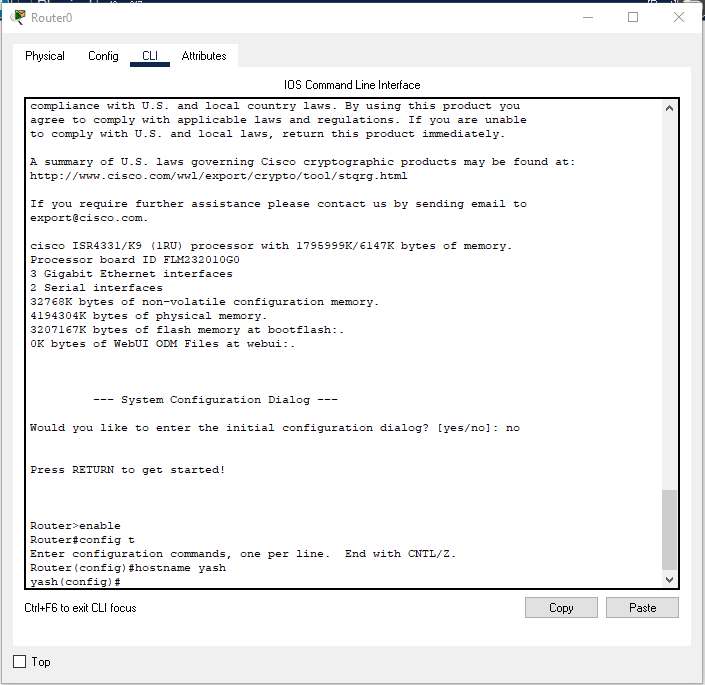 Router0
Physical Config CLI Attributes
IOS Command Line Interface
compliance with U.S. and local country laws. By using this product you
agree to comply with applicable laws and regulations. If you are unable
to comply with U.S. and local laws, return this product immediately.
A summary of U.S. laws governing Cisco cryptographic products may be found at:
http://www.cisco.com/wwl/export/crypto/tool/stqrg.html
If you require further assistance please contact us by sending email to
export@cisco.com.
cisco ISR4331/K9 (1RU) processor with 1795999K/6147K bytes of memory.
Processor board ID FLM232010G0
3 Gigabit Ethernet interfaces
2 Serial interfaces
32768K bytes of non-volatile configuration memory.
4194304K bytes of physical memory.
3207167K bytes of flash memory at bootflash:.
0K bytes of WebUI ODM Files at webui:.
--- System Configuration Dialog ---
Would you like to enter the initial configuration dialog? [yes/no]: no
Press RETURN to get started!
Router>enable
Router#config t
Enter configuration commands, one per line.  End with CNTL/Z.
Router(config)#hostname yash
yash(config)#
Ctrl+F6 to exit CLI focus
Copy Paste
Top